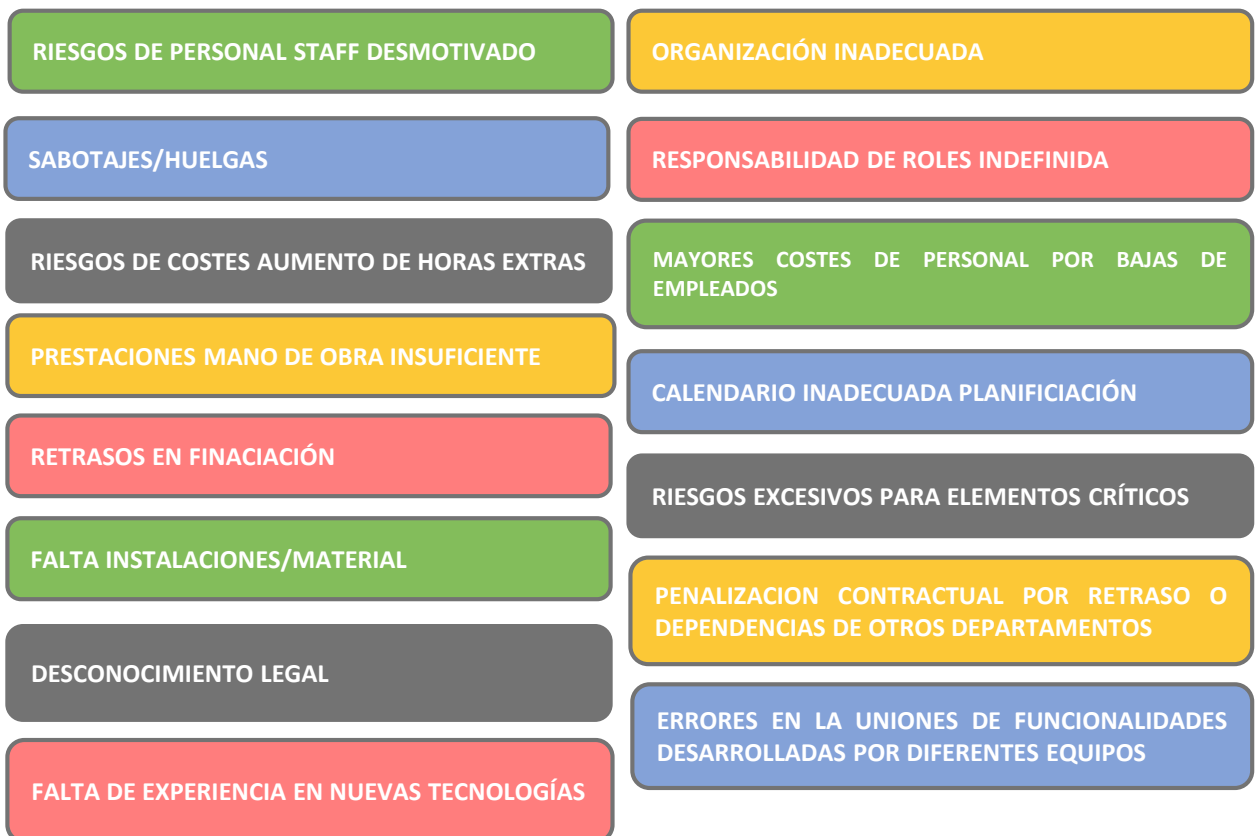 RIESGOS DE PERSONAL STAFF DESMOTIVADO
SABOTAJES/HUELGAS
RIESGOS DE COSTES AUMENTO DE HORAS EXTRAS
PRESTACIONES MANO DE OBRA INSUFICIENTE
RETRASOS EN FINACIACIÓN
FALTA INSTALACIONES/MATERIAL
DESCONOCIMIENTO LEGAL
FALTA DE EXPERIENCIA EN NUEVAS TECNOLOGÍAS
ORGANIZACIÓN INADECUADA
RESPONSABILIDAD DE ROLES INDEFINIDA
MAYORES COSTES DE PERSONAL POR BAJAS DE
EMPLEADOS
CALENDARIO INADECUADA PLANIFICIACIÓN
RIESGOS EXCESIVOS PARA ELEMENTOS CRÍTICOS
PENALIZACION CONTRACTUAL POR RETRASO O
DEPENDENCIAS DE OTROS DEPARTAMENTOS
ERRORES EN LA UNIONES DE FUNCIONALIDADES
DESARROLLADAS POR DIFERENTES EQUIPOS